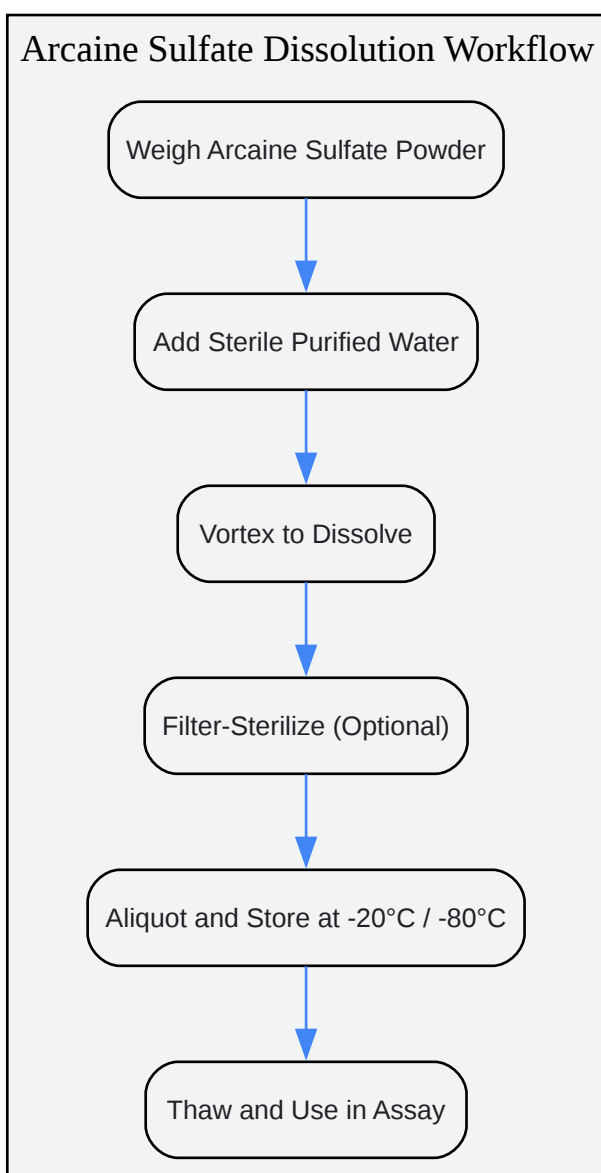 Arcaine Sulfate Dissolution Workflow
Weigh Arcaine Sulfate Powder
Add Sterile Purified Water
Vortex to Dissolve
Filter-Sterilize (Optional)
Aliquot and Store at -20°C / -80°C
Thaw and Use in Assay